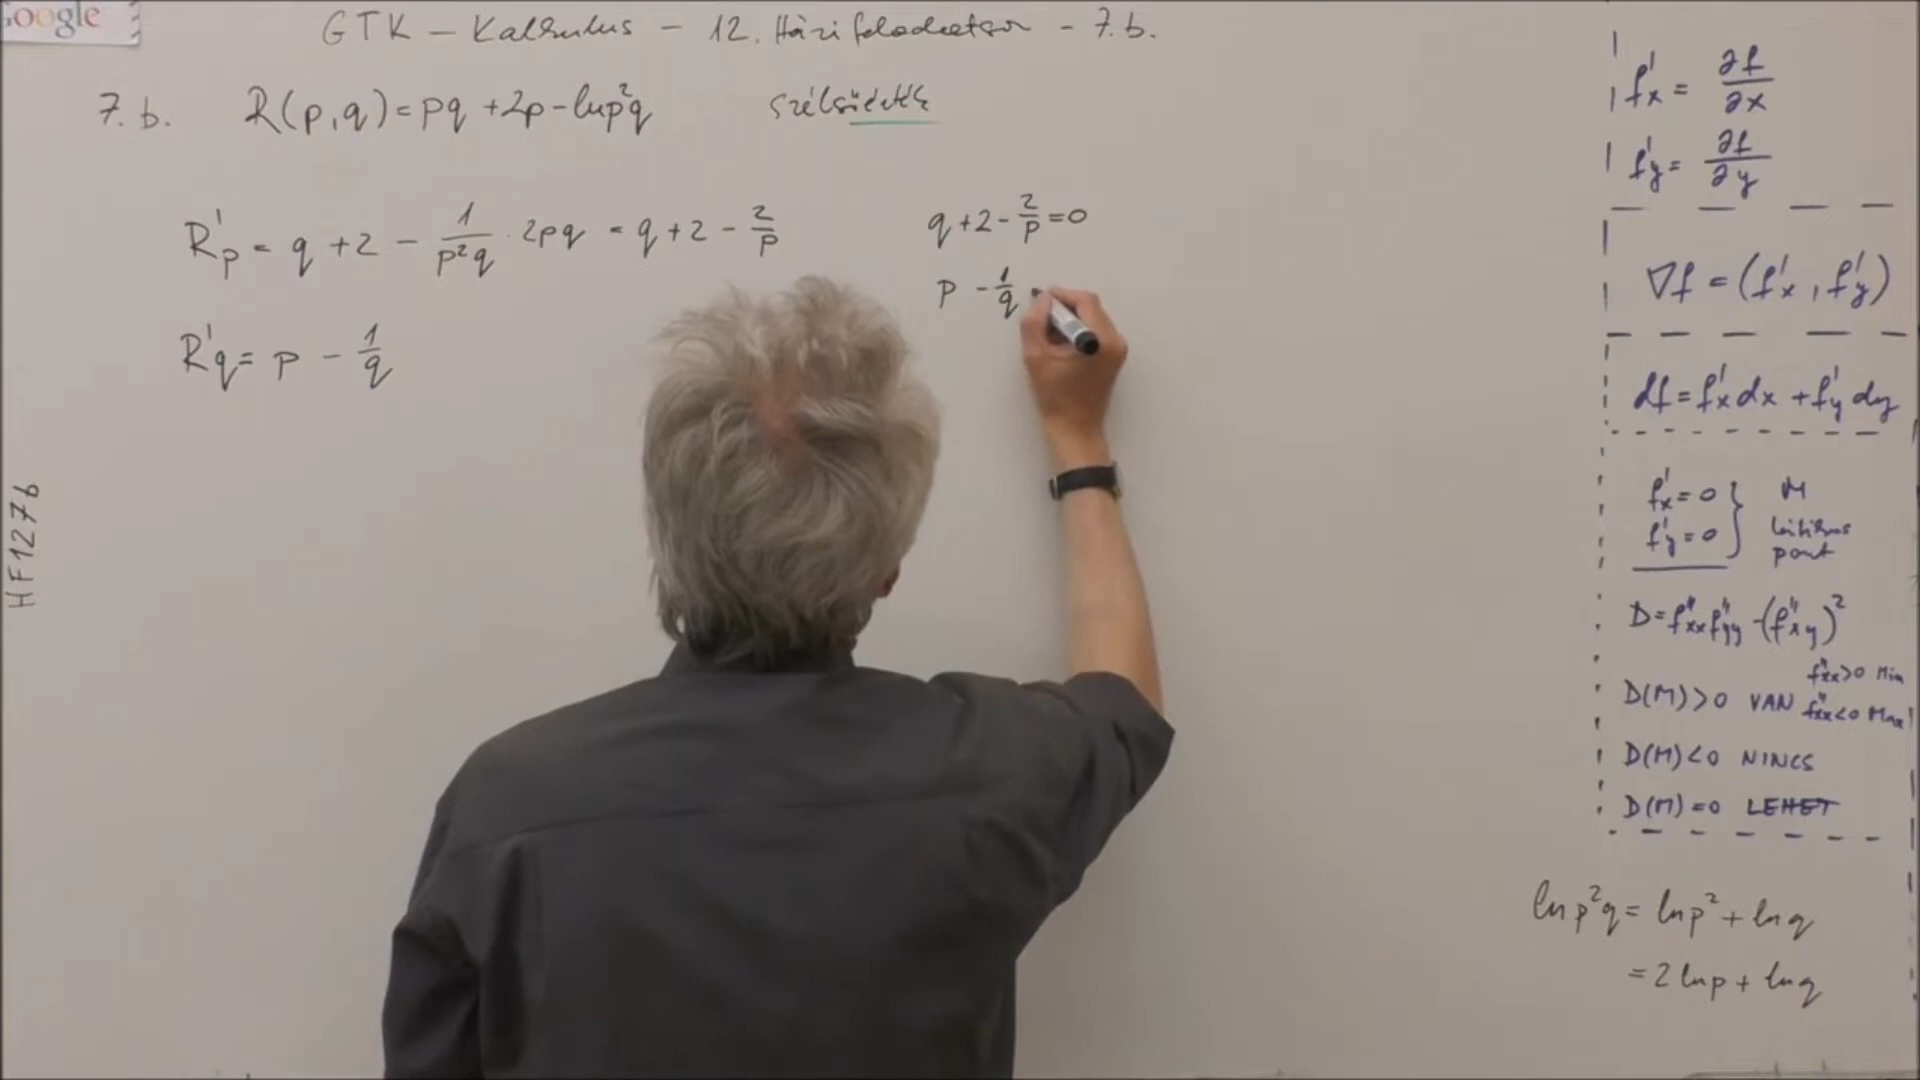 Google
GTK – Kalkulus – 12. Házi feladatsor – 7. b.
7. b. R(p,q) = pq + 2p - ln p²q szélsőérték
R'p = q + 2 - 1/p²q · 2pq = q + 2 - 2/p
R'q = p - 1/q
q + 2 - 2/p = 0
p - 1/q
HF127b
f'x = ∂f/∂x
f'y = ∂f/∂y
∇f = (f'x, f'y)
df = f'x dx + f'y dy
f'x = 0 } M
f'y = 0 kritikus
pont
D = f''xx f''yy - (f''xy)²
D(M) > 0 VAN f''xx > 0 Min
f''xx < 0 Max
D(M) < 0 NINCS
D(M) = 0 LEHET
ln p²q = ln p² + ln q
= 2 ln p + ln q